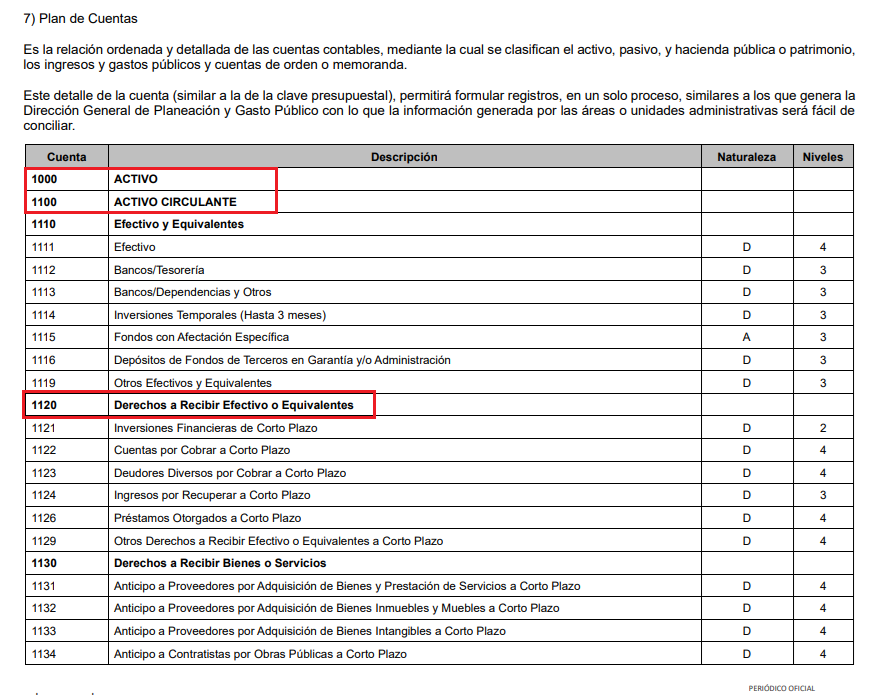 7) Plan de Cuentas
Es la relación ordenada y detallada de las cuentas contables, mediante la cual se clasifican el activo, pasivo, y hacienda pública o patrimonio,
los ingresos y gastos públicos y cuentas de orden o memoranda.
Este detalle de la cuenta (similar a la de la clave presupuestal), permitirá formular registros, en un solo proceso, similares a los que genera la
Dirección General de Planeación y Gasto Público con lo que la información generada por las áreas o unidades administrativas será fácil de
conciliar.
Cuenta Descripción Naturaleza Niveles
1000 ACTIVO
1100 ACTIVO CIRCULANTE
1110 Efectivo y Equivalentes
1111 Efectivo D 4
1112 Bancos/Tesorería D 3
1113 Bancos/Dependencias y Otros D 3
1114 Inversiones Temporales (Hasta 3 meses) D 3
1115 Fondos con Afectación Específica A 3
1116 Depósitos de Fondos de Terceros en Garantía y/o Administración D 3
1119 Otros Efectivos y Equivalentes D 3
1120 Derechos a Recibir Efectivo o Equivalentes
1121 Inversiones Financieras de Corto Plazo D 2
1122 Cuentas por Cobrar a Corto Plazo D 4
1123 Deudores Diversos por Cobrar a Corto Plazo D 4
1124 Ingresos por Recuperar a Corto Plazo D 3
1126 Préstamos Otorgados a Corto Plazo D 4
1129 Otros Derechos a Recibir Efectivo o Equivalentes a Corto Plazo D 4
1130 Derechos a Recibir Bienes o Servicios
1131 Anticipo a Proveedores por Adquisición de Bienes y Prestación de Servicios a Corto Plazo D 4
1132 Anticipo a Proveedores por Adquisición de Bienes Inmuebles y Muebles a Corto Plazo D 4
1133 Anticipo a Proveedores por Adquisición de Bienes Intangibles a Corto Plazo D 4
1134 Anticipo a Contratistas por Obras Públicas a Corto Plazo D 4
PERIÓDICO OFICIAL